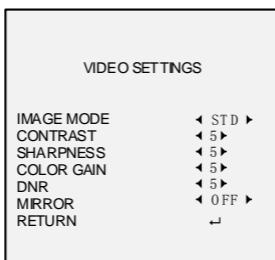 VIDEO SETTINGS
IMAGE MODE ◄ STD ►
CONTRAST ◄ 5 ►
SHARPNESS ◄ 5 ►
COLOR GAIN ◄ 5 ►
DNR ◄ 5 ►
MIRROR ◄ OFF ►
RETURN ↵